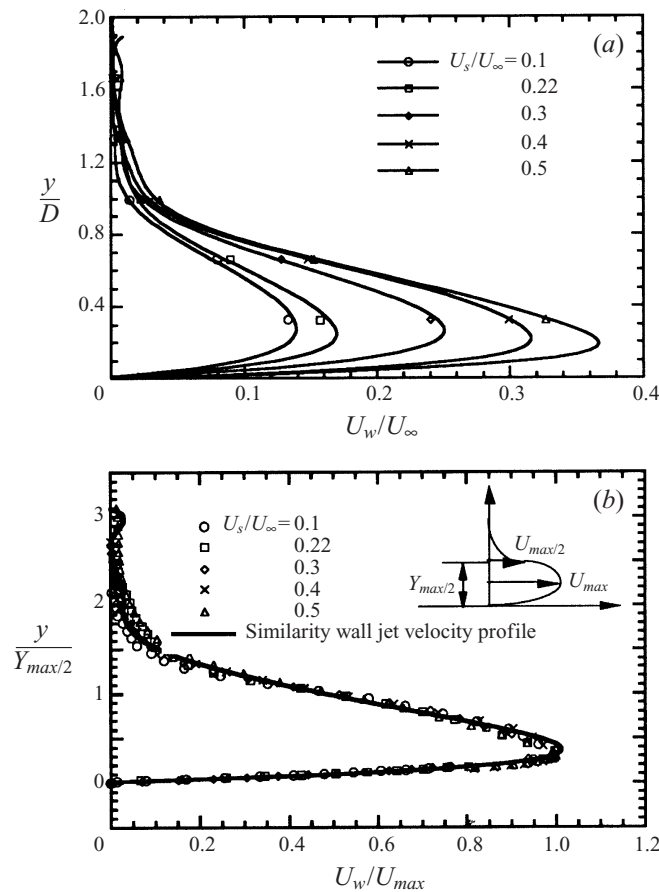 (a)
2.0
1.6
1.2
0.8
0.4
0
y/D
U_s/U_∞ = 0.1
0.22
0.3
0.4
0.5
0 0.1 0.2 0.3 0.4
U_w/U_∞
(b)
3
2
1
0
y/Y_max/2
U_s/U_∞ = 0.1
0.22
0.3
0.4
0.5
Similarity wall jet velocity profile
U_max/2
Y_max/2
U_max
0 0.2 0.4 0.6 0.8 1.0 1.2
U_w/U_max